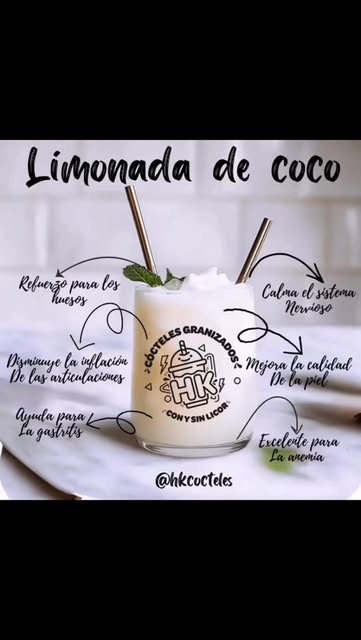 Limonada de coco
Refuerzo para los
huesos
Calma el sistema
Nervioso
Disminuye la inflación
De las articulaciones
Mejora la calidad
De la piel
Ayuda para
La gastritis
Excelente para
La anemia
CÓCTELES GRANIZADOS
HK
CON Y SIN LICOR
@hkcocteles